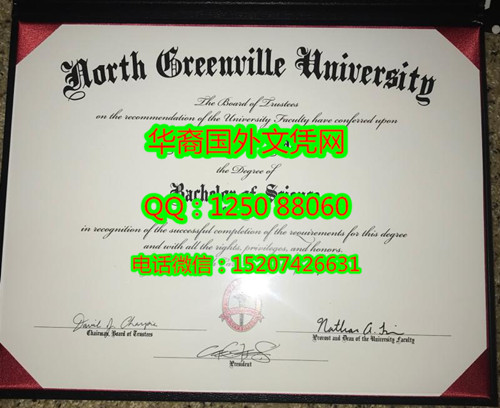 North Greenville University
The Board of Trustees
on the recommendation of the University Faculty have conferred upon
华裔国外文凭网
the Degree of
Bachelor of Science
QQ：1250 88060
in recognition of the successful completion of the requirements for this degree
and with all the rights, privileges, and honors.
电话微信：15207426631
Chairman, Board of Trustees
President
Provost and Dean of the University Faculty